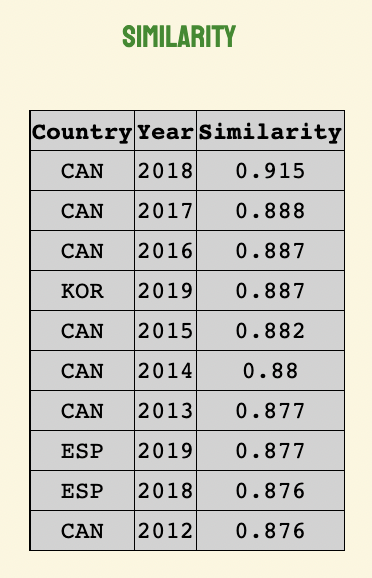 SIMILARITY
Country Year Similarity
CAN 2018 0.915
CAN 2017 0.888
CAN 2016 0.887
KOR 2019 0.887
CAN 2015 0.882
CAN 2014 0.88
CAN 2013 0.877
ESP 2019 0.877
ESP 2018 0.876
CAN 2012 0.876